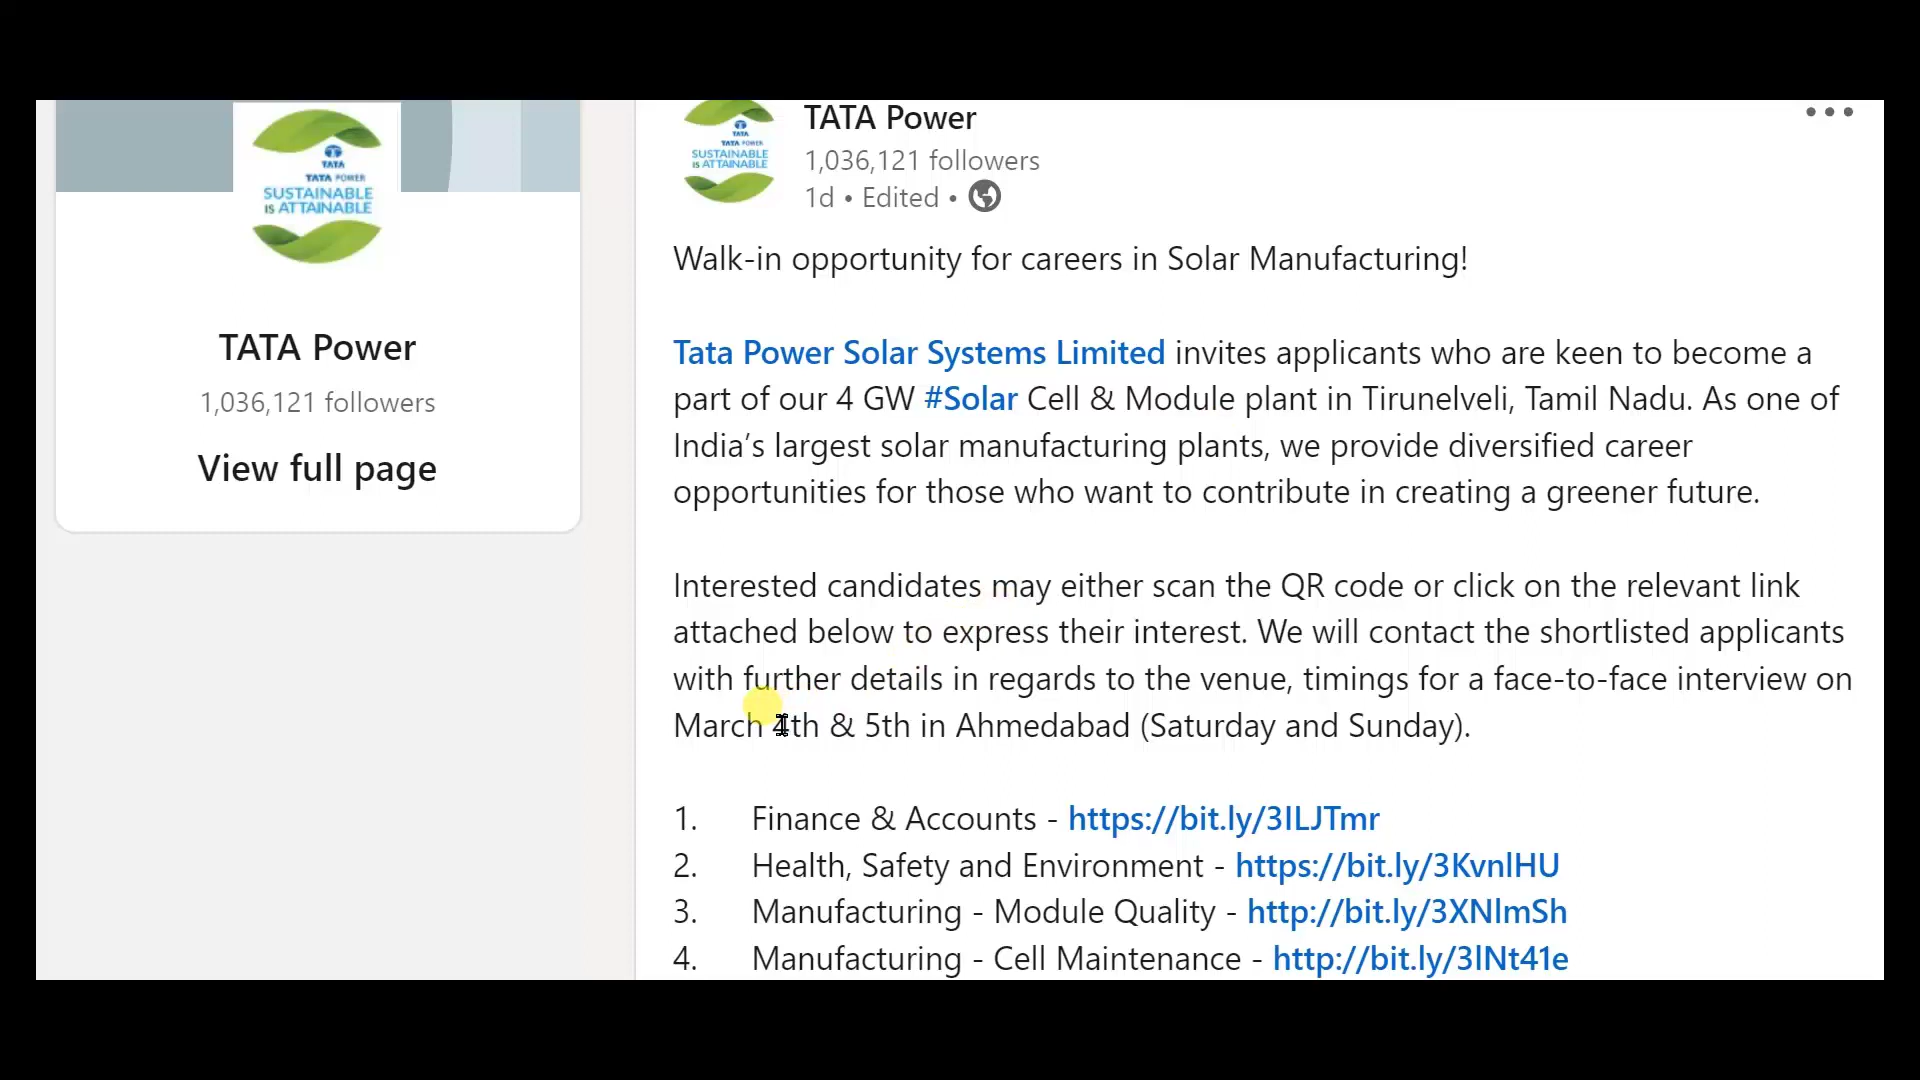 TATA
TATA POWER
SUSTAINABLE
IS ATTAINABLE
TATA Power
1,036,121 followers
View full page
TATA
TATA POWER
SUSTAINABLE
IS ATTAINABLE
TATA Power
1,036,121 followers
1d • Edited •
Walk-in opportunity for careers in Solar Manufacturing!
Tata Power Solar Systems Limited invites applicants who are keen to become a
part of our 4 GW #Solar Cell & Module plant in Tirunelveli, Tamil Nadu. As one of
India’s largest solar manufacturing plants, we provide diversified career
opportunities for those who want to contribute in creating a greener future.
Interested candidates may either scan the QR code or click on the relevant link
attached below to express their interest. We will contact the shortlisted applicants
with further details in regards to the venue, timings for a face-to-face interview on
March 4th & 5th in Ahmedabad (Saturday and Sunday).
1. Finance & Accounts - https://bit.ly/3ILJTmr
2. Health, Safety and Environment - https://bit.ly/3KvnlHU
3. Manufacturing - Module Quality - http://bit.ly/3XNlmSh
4. Manufacturing - Cell Maintenance - http://bit.ly/3lNt41e